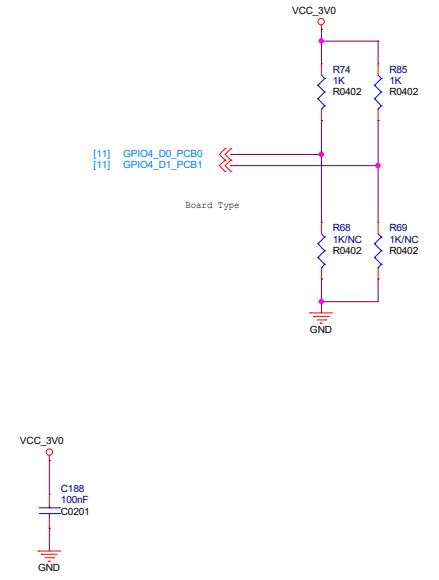 VCC_3V0
R74
1K
R0402
R85
1K
R0402
[11] GPIO4_D0_PCB0
[11] GPIO4_D1_PCB1
Board Type
R68
1K/NC
R0402
R69
1K/NC
R0402
GND
VCC_3V0
C188
100nF
C0201
GND